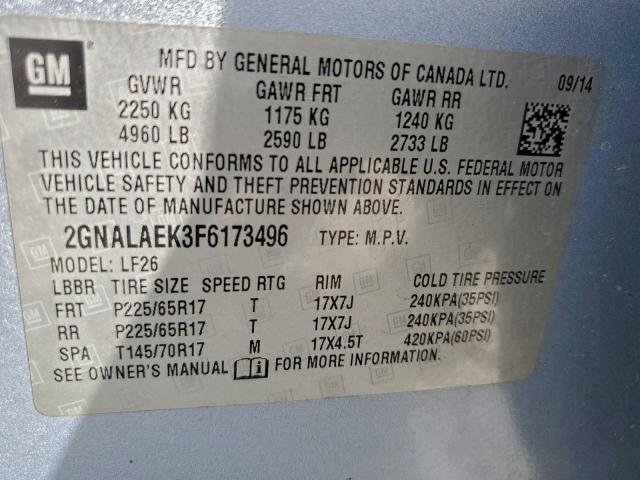 GM
MFD BY GENERAL MOTORS OF CANADA LTD. 09/14
GVWR GAWR FRT GAWR RR
2250 KG 1175 KG 1240 KG
4960 LB 2590 LB 2733 LB
THIS VEHICLE CONFORMS TO ALL APPLICABLE U.S. FEDERAL MOTOR
VEHICLE SAFETY AND THEFT PREVENTION STANDARDS IN EFFECT ON
THE DATE OF MANUFACTURE SHOWN ABOVE.
2GNALAEK3F6173496 TYPE: M.P.V.
MODEL: LF26
LBBR TIRE SIZE SPEED RTG RIM COLD TIRE PRESSURE
FRT P225/65R17 T 17X7J 240KPA(35PSI)
RR P225/65R17 T 17X7J 240KPA(35PSI)
SPA T145/70R17 M 17X4.5T 420KPA(60PSI)
SEE OWNER'S MANUAL FOR MORE INFORMATION.